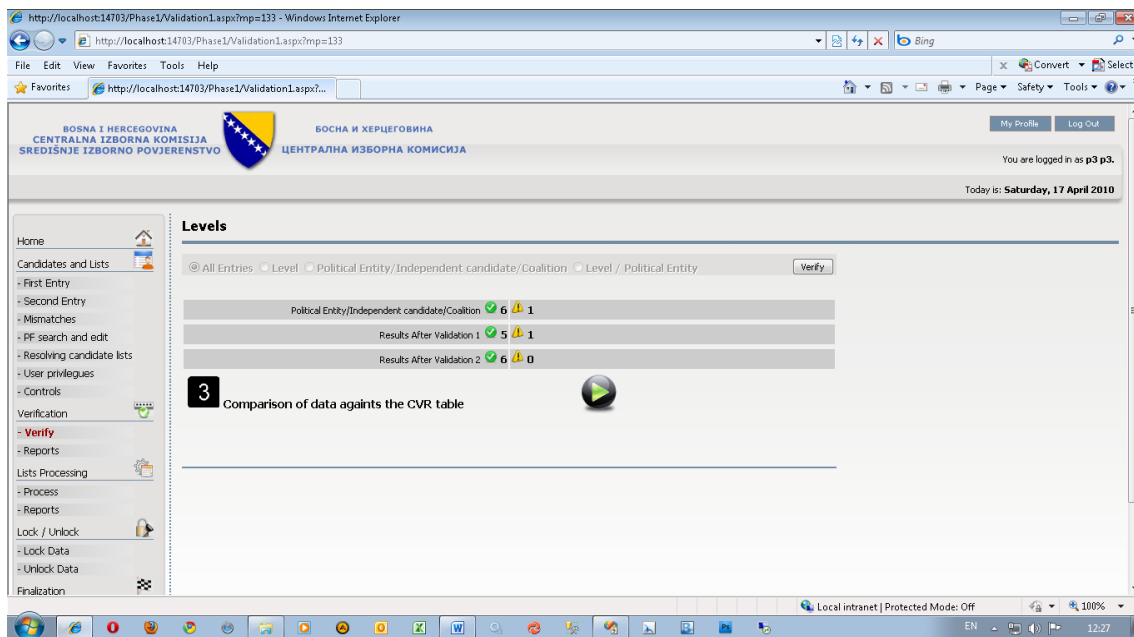 http://localhost:14703/Phase1/Validation1.aspx?mp=133 - Windows Internet Explorer
http://localhost:14703/Phase1/Validation1.aspx?mp=133
Bing
File Edit View Favorites Tools Help
Convert Select
Favorites http://localhost:14703/Phase1/Validation1.aspx?...
Page Safety Tools
BOSNA I HERCEGOVINA
CENTRALNA IZBORNA KOMISIJA
SREDIŠNJE IZBORNO POVJERENSTVO
БОСНА И ХЕРЦЕГОВИНА
ЦЕНТРАЛНА ИЗБОРНА КОМИСИЈА
My Profile Log Out
You are logged in as p3 p3.
Today is: Saturday, 17 April 2010
Home
Candidates and Lists
- First Entry
- Second Entry
- Mismatches
- PF search and edit
- Resolving candidate lists
- User privilegues
- Controls
Verification
- Verify
- Reports
Lists Processing
- Process
- Reports
Lock / Unlock
- Lock Data
- Unlock Data
Finalization
Levels
All Entries Level Political Entity/Independent candidate/Coalition Level / Political Entity Verify
Political Entity/Independent candidate/Coalition 6 1
Results After Validation 1 5 1
Results After Validation 2 6 0
3 Comparison of data againts the CVR table
Local intranet | Protected Mode: Off 100%
EN 12:27